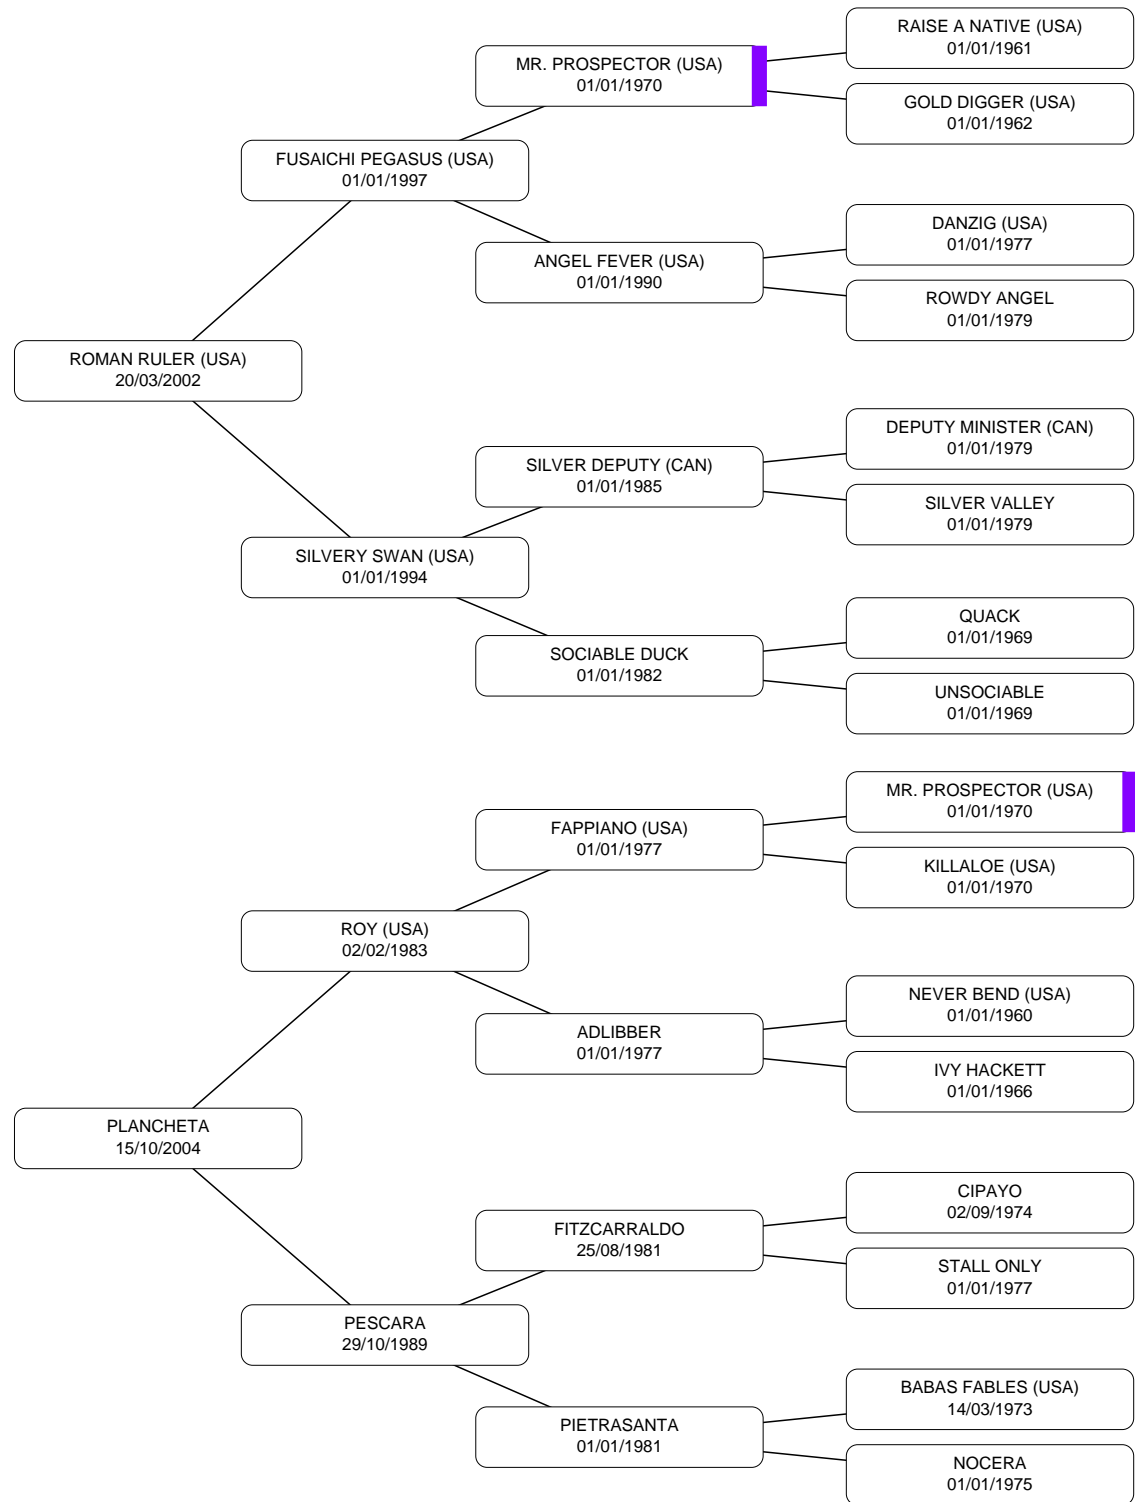 RAISE A NATIVE (USA)
01/01/1961
MR. PROSPECTOR (USA)
01/01/1970
GOLD DIGGER (USA)
01/01/1962
FUSAICHI PEGASUS (USA)
01/01/1997
DANZIG (USA)
01/01/1977
ANGEL FEVER (USA)
01/01/1990
ROWDY ANGEL
01/01/1979
ROMAN RULER (USA)
20/03/2002
DEPUTY MINISTER (CAN)
01/01/1979
SILVER DEPUTY (CAN)
01/01/1985
SILVER VALLEY
01/01/1979
SILVERY SWAN (USA)
01/01/1994
QUACK
01/01/1969
SOCIABLE DUCK
01/01/1982
UNSOCIABLE
01/01/1969
MR. PROSPECTOR (USA)
01/01/1970
FAPPIANO (USA)
01/01/1977
KILLALOE (USA)
01/01/1970
ROY (USA)
02/02/1983
NEVER BEND (USA)
01/01/1960
ADLIBBER
01/01/1977
IVY HACKETT
01/01/1966
PLANCHETA
15/10/2004
CIPAYO
02/09/1974
FITZCARRALDO
25/08/1981
STALL ONLY
01/01/1977
PESCARA
29/10/1989
BABAS FABLES (USA)
14/03/1973
PIETRASANTA
01/01/1981
NOCERA
01/01/1975